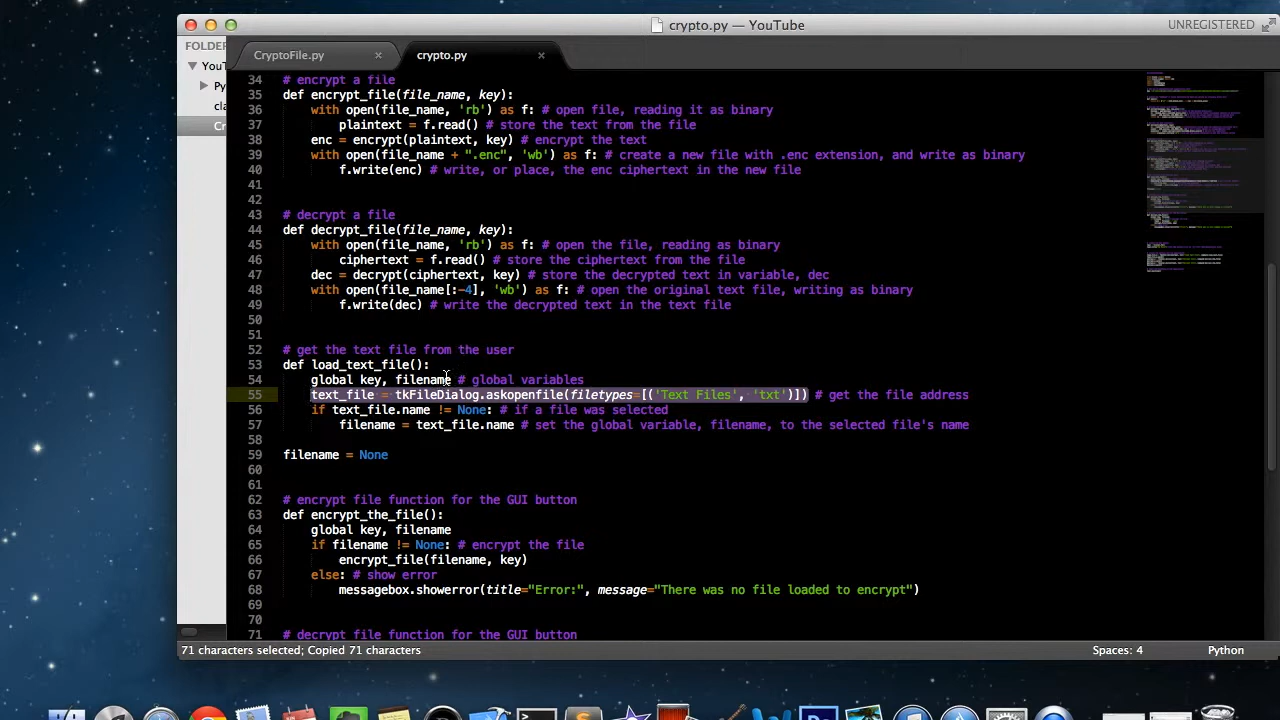 crypto.py — YouTube
UNREGISTERED
FOLDER
CryptoFile.py
crypto.py
34 # encrypt a file
35 def encrypt_file(file_name, key):
36 with open(file_name, 'rb') as f: # open file, reading it as binary
37 plaintext = f.read() # store the text from the file
38 enc = encrypt(plaintext, key) # encrypt the text
39 with open(file_name + ".enc", 'wb') as f: # create a new file with .enc extension, and write as binary
40 f.write(enc) # write, or place, the enc ciphertext in the new file
41
42
43 # decrypt a file
44 def decrypt_file(file_name, key):
45 with open(file_name, 'rb') as f: # open the file, reading as binary
46 ciphertext = f.read() # store the ciphertext from the file
47 dec = decrypt(ciphertext, key) # store the decrypted text in variable, dec
48 with open(file_name[:-4], 'wb') as f: # open the original text file, writing as binary
49 f.write(dec) # write the decrypted text in the text file
50
51
52 # get the text file from the user
53 def load_text_file():
54 global key, filename # global variables
55 text_file = tkFileDialog.askopenfile(filetypes=[('Text Files', 'txt')]) # get the file address
56 if text_file.name != None: # if a file was selected
57 filename = text_file.name # set the global variable, filename, to the selected file's name
58
59 filename = None
60
61
62 # encrypt file function for the GUI button
63 def encrypt_the_file():
64 global key, filename
65 if filename != None: # encrypt the file
66 encrypt_file(filename, key)
67 else: # show error
68 messagebox.showerror(title="Error:", message="There was no file loaded to encrypt")
69
70
71 # decrypt file function for the GUI button
71 characters selected; Copied 71 characters
Spaces: 4
Python